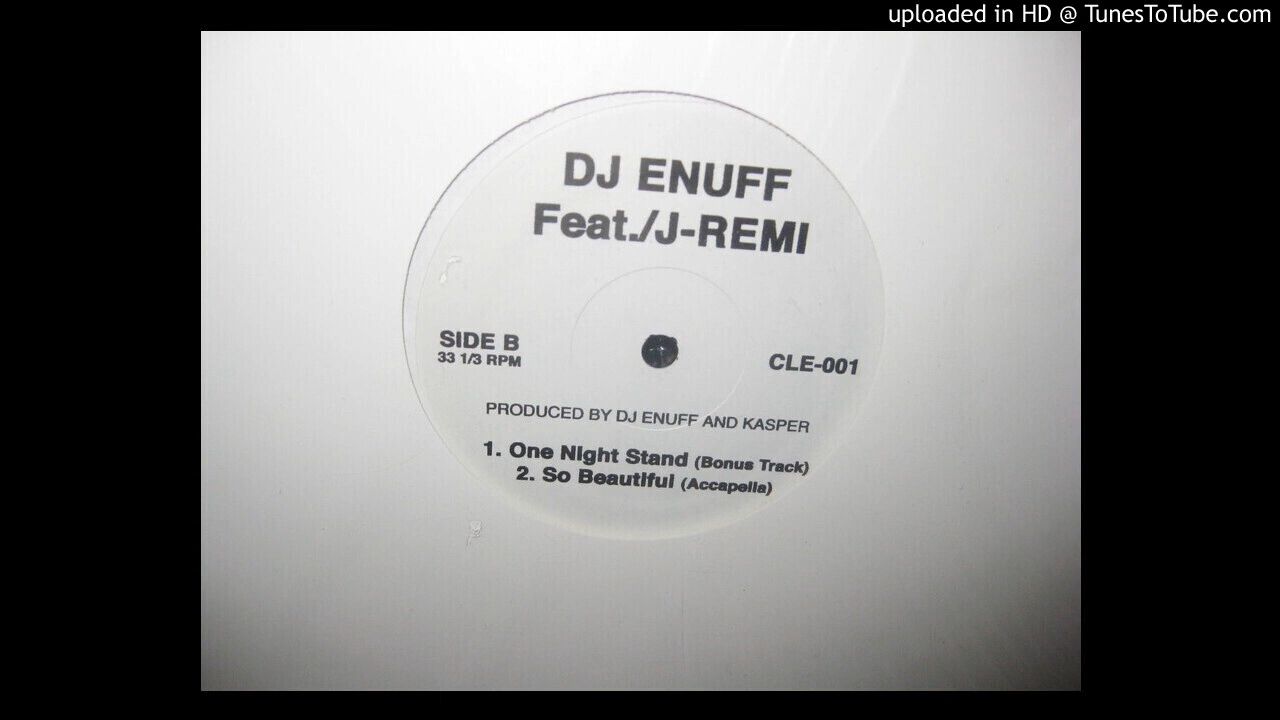 uploaded in HD @ TunesToTube.com
DJ ENUFF
Feat./J-REMI
SIDE B
33 1/3 RPM
CLE-001
PRODUCED BY DJ ENUFF AND KASPER
1. One Night Stand (Bonus Track)
2. So Beautiful (Accapella)